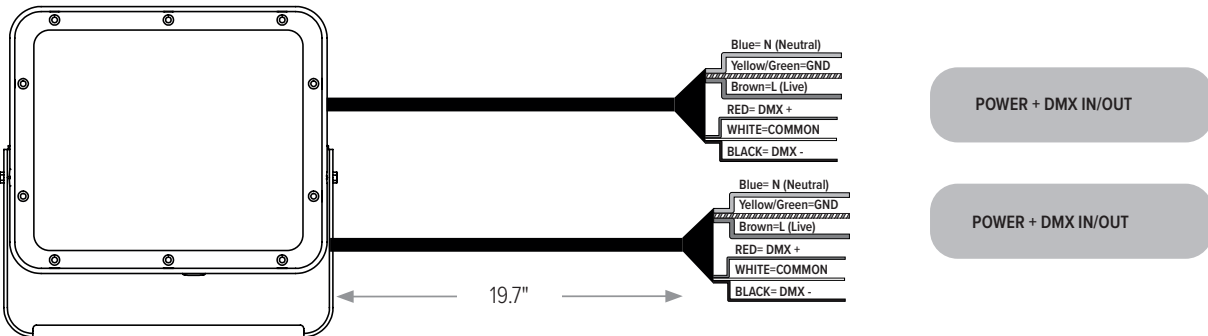 Blue= N (Neutral)
Yellow/Green=GND
Brown=L (Live)
RED= DMX +
WHITE=COMMON
BLACK= DMX -
POWER + DMX IN/OUT
Blue= N (Neutral)
Yellow/Green=GND
Brown=L (Live)
RED= DMX +
WHITE=COMMON
BLACK= DMX -
POWER + DMX IN/OUT
19.7"